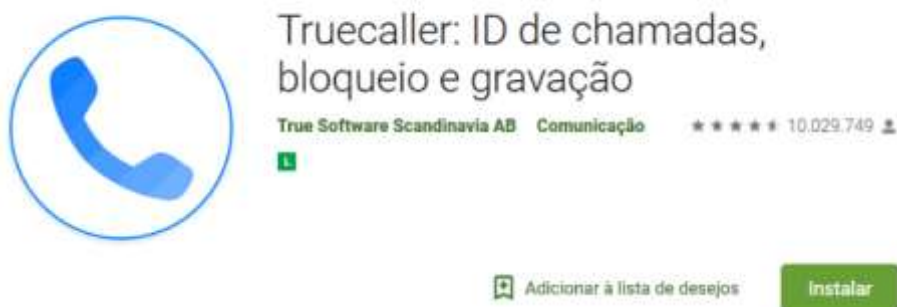 Truecaller: ID de chamadas,
bloqueio e gravação
True Software Scandinavia AB Comunicação 10.029.749
L
Adicionar à lista de desejos Instalar